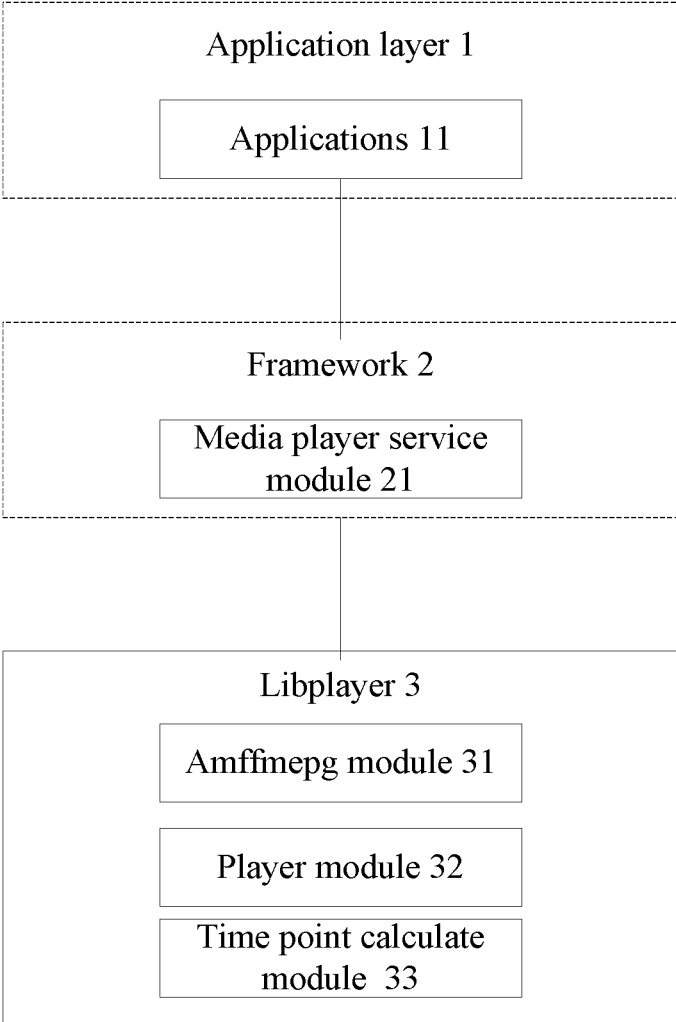 Application layer 1
Applications 11
Framework 2
Media player service
module 21
Libplayer 3
Amffmepg module 31
Player module 32
Time point calculate
module 33